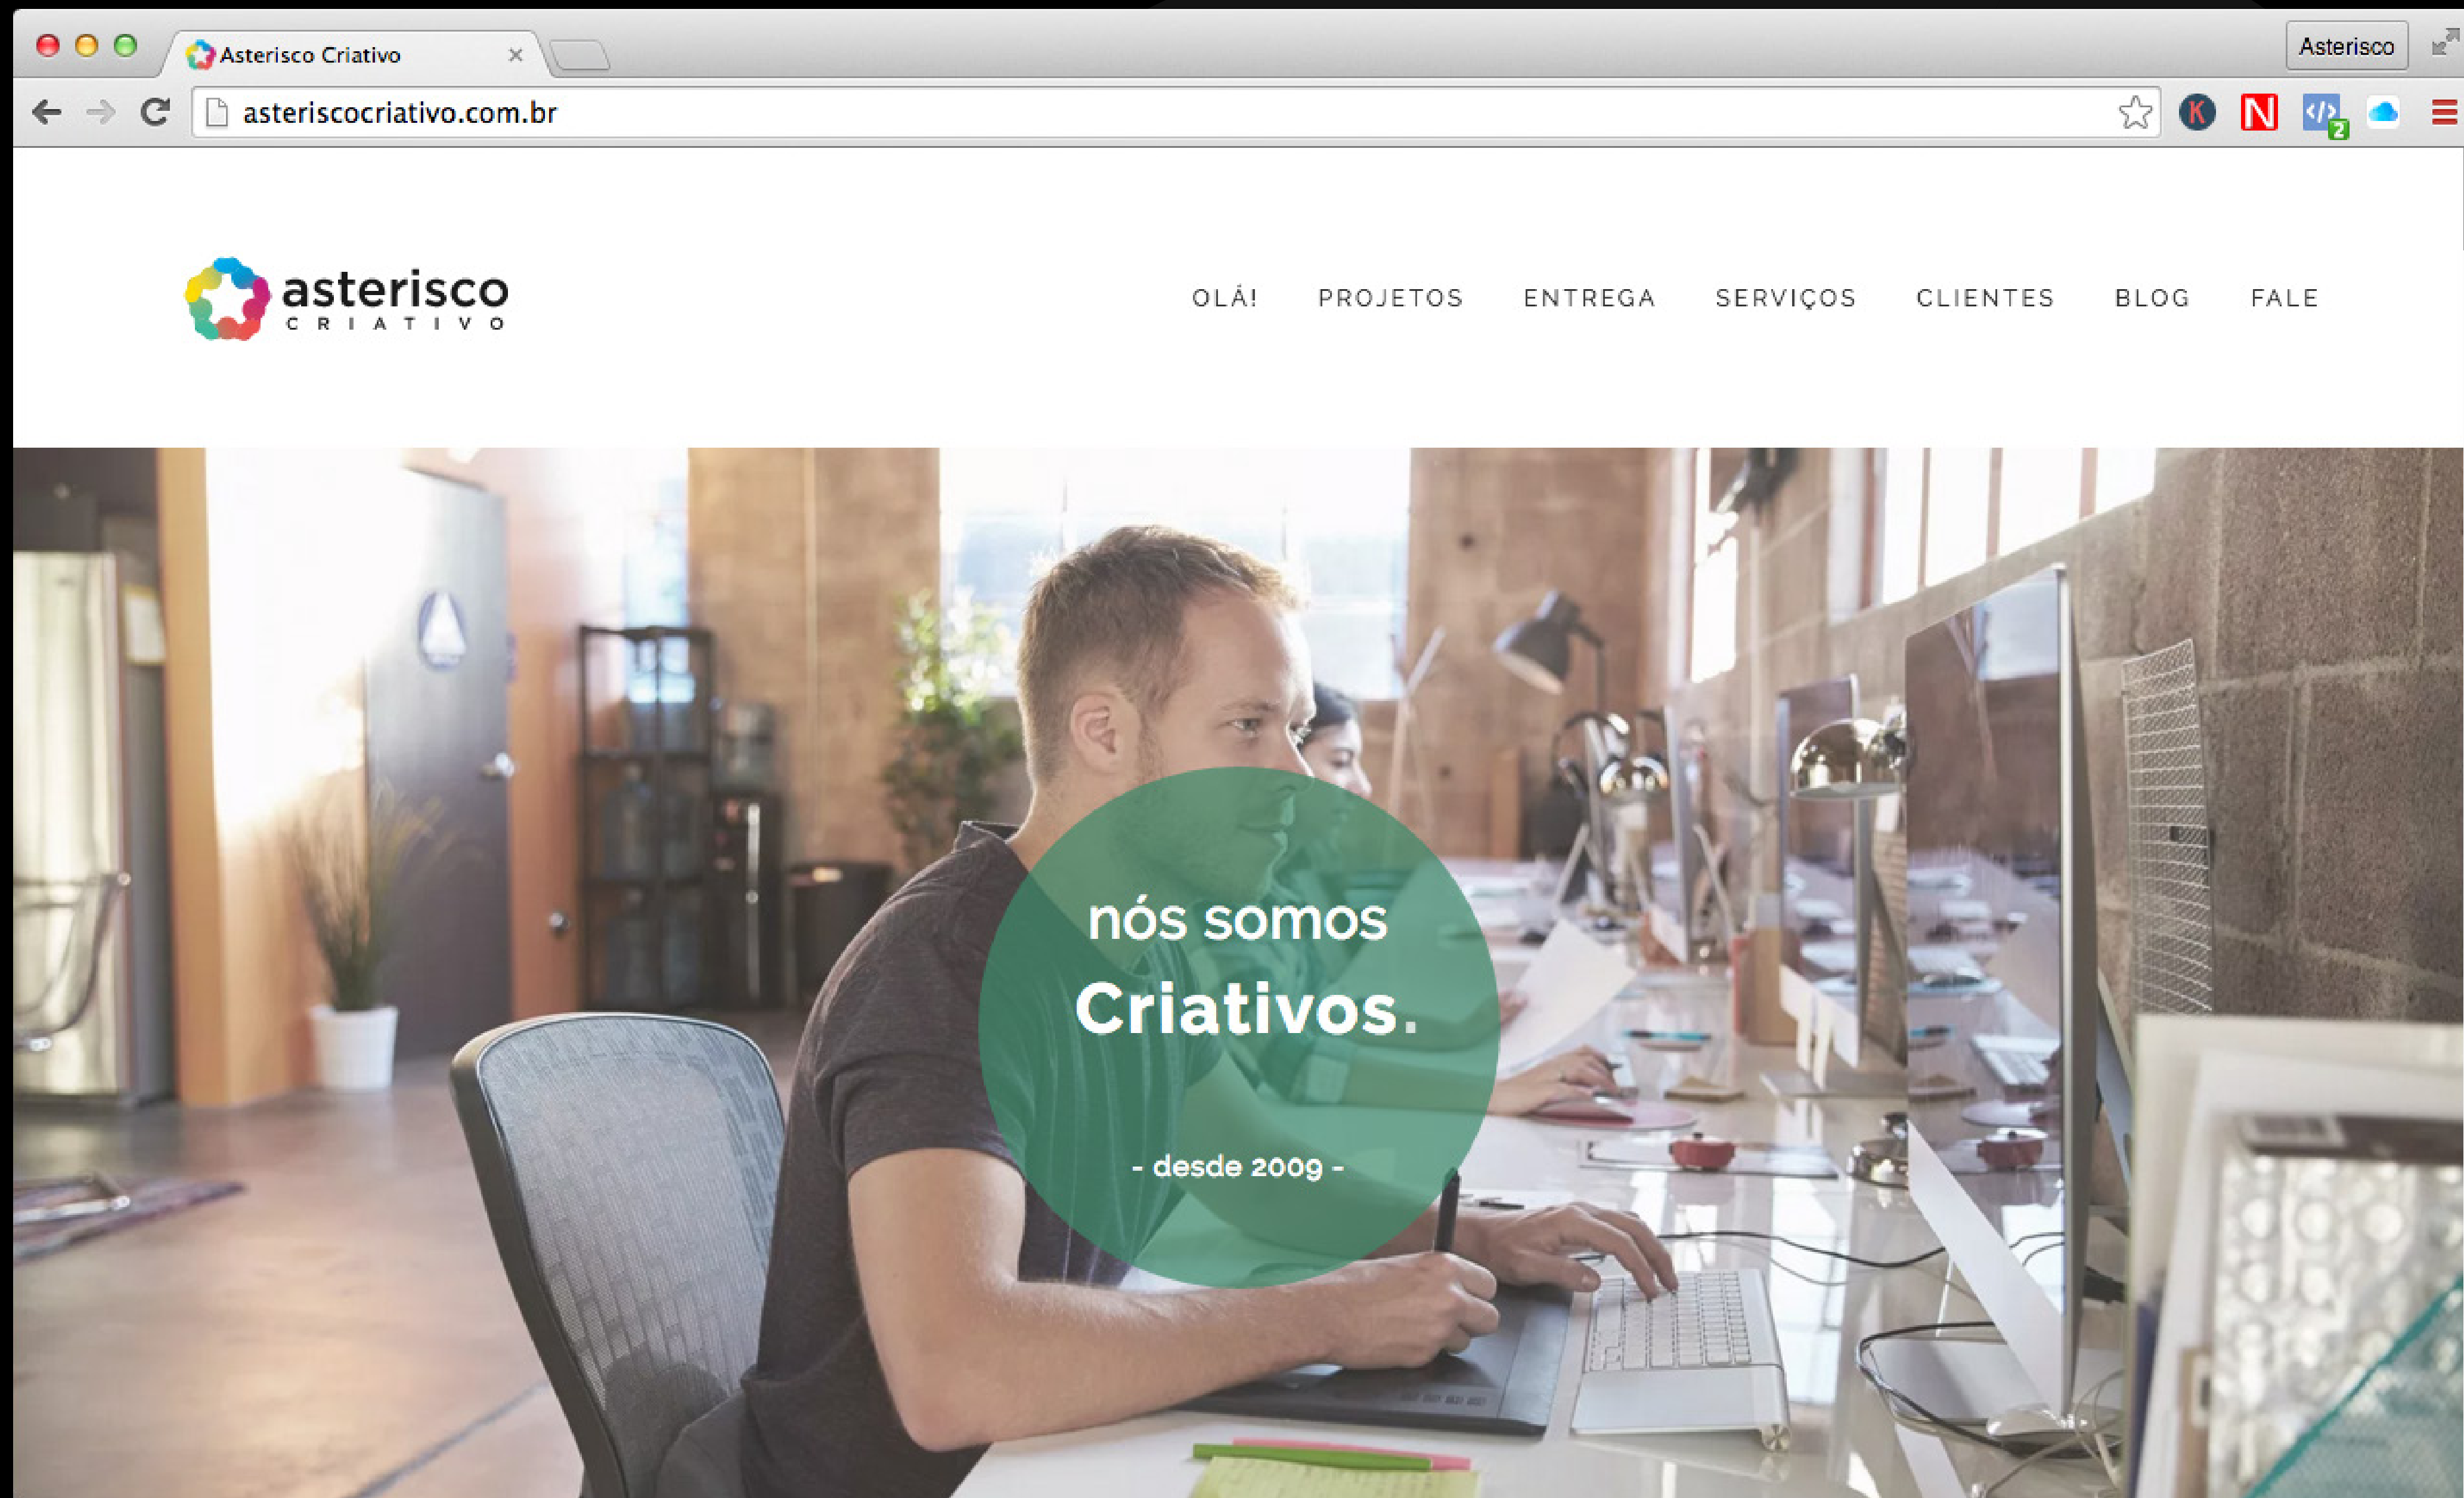 Asterisco Criativo
Asterisco
asteriscocriativo.com.br
K N </> 2
asterisco
CRIATIVO
OLÁ! PROJETOS ENTREGA SERVIÇOS CLIENTES BLOG FALE
nós somos
Criativos.
- desde 2009 -